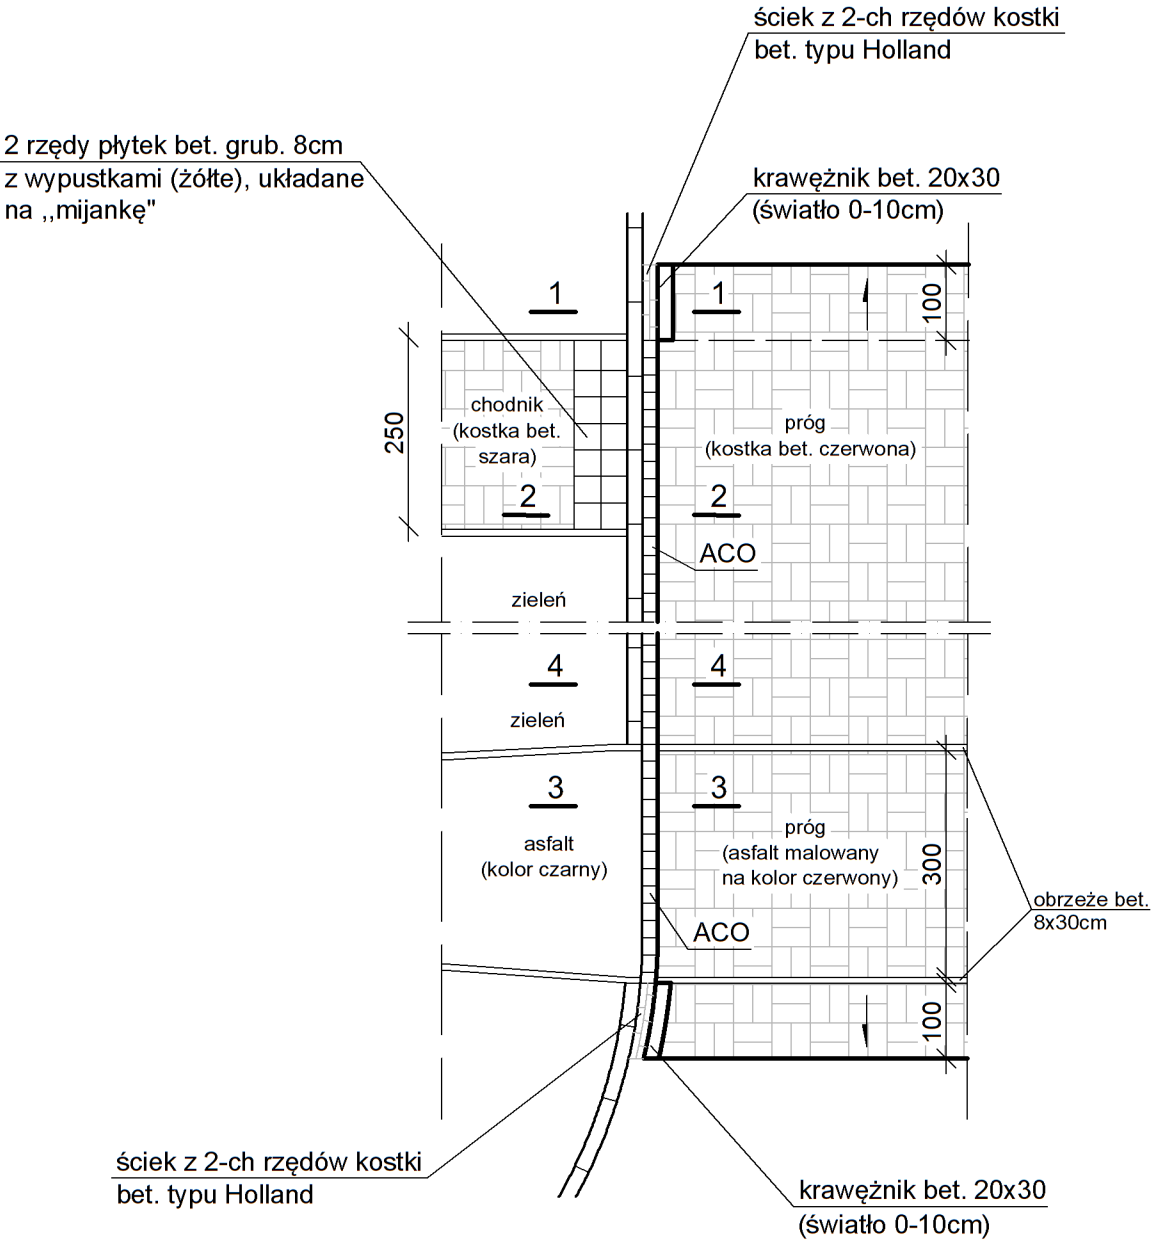 ściek z 2-ch rzędów kostki
bet. typu Holland
2 rzędy płytek bet. grub. 8cm
z wypustkami (żółte), układane
na ,,mijankę"
krawężnik bet. 20x30
(światło 0-10cm)
1
1
100
250
chodnik
(kostka bet.
szara)
próg
(kostka bet. czerwona)
2
2
ACO
zieleń
4
4
zieleń
3
3
asfalt
(kolor czarny)
próg
(asfalt malowany
na kolor czerwony)
300
obrzeże bet.
8x30cm
ACO
100
ściek z 2-ch rzędów kostki
bet. typu Holland
krawężnik bet. 20x30
(światło 0-10cm)